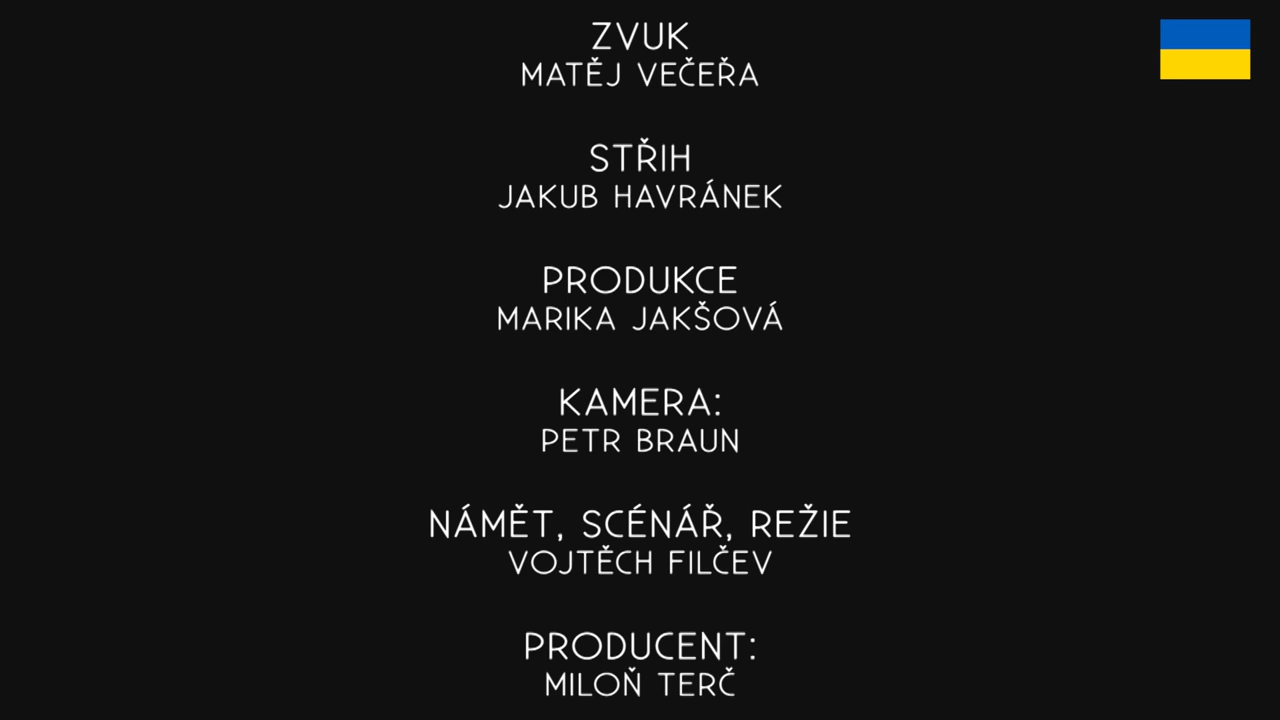 ZVUK
MATĚJ VEČEŘA
STŘIH
JAKUB HAVRÁNEK
PRODUKCE
MARIKA JAKŠOVÁ
KAMERA:
PETR BRAUN
NÁMĚT, SCÉNÁŘ, REŽIE
VOJTĚCH FILČEV
PRODUCENT:
MILOŇ TERČ